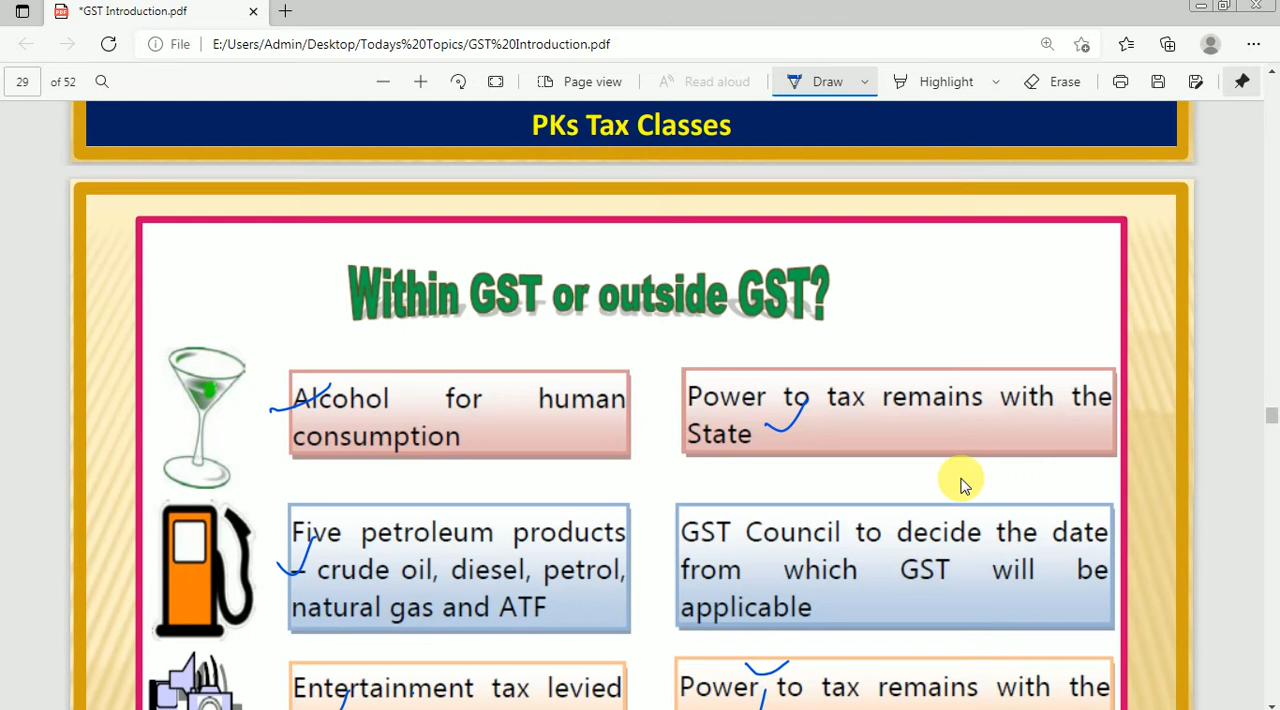 *GST Introduction.pdf
File E:/Users/Admin/Desktop/Todays%20Topics/GST%20Introduction.pdf
29 of 52 Page view Read aloud Draw Highlight Erase
PKs Tax Classes
Within GST or outside GST?
Alcohol for human
consumption
Power to tax remains with the
State
Five petroleum products
– crude oil, diesel, petrol,
natural gas and ATF
GST Council to decide the date
from which GST will be
applicable
Entertainment tax levied
Power to tax remains with the